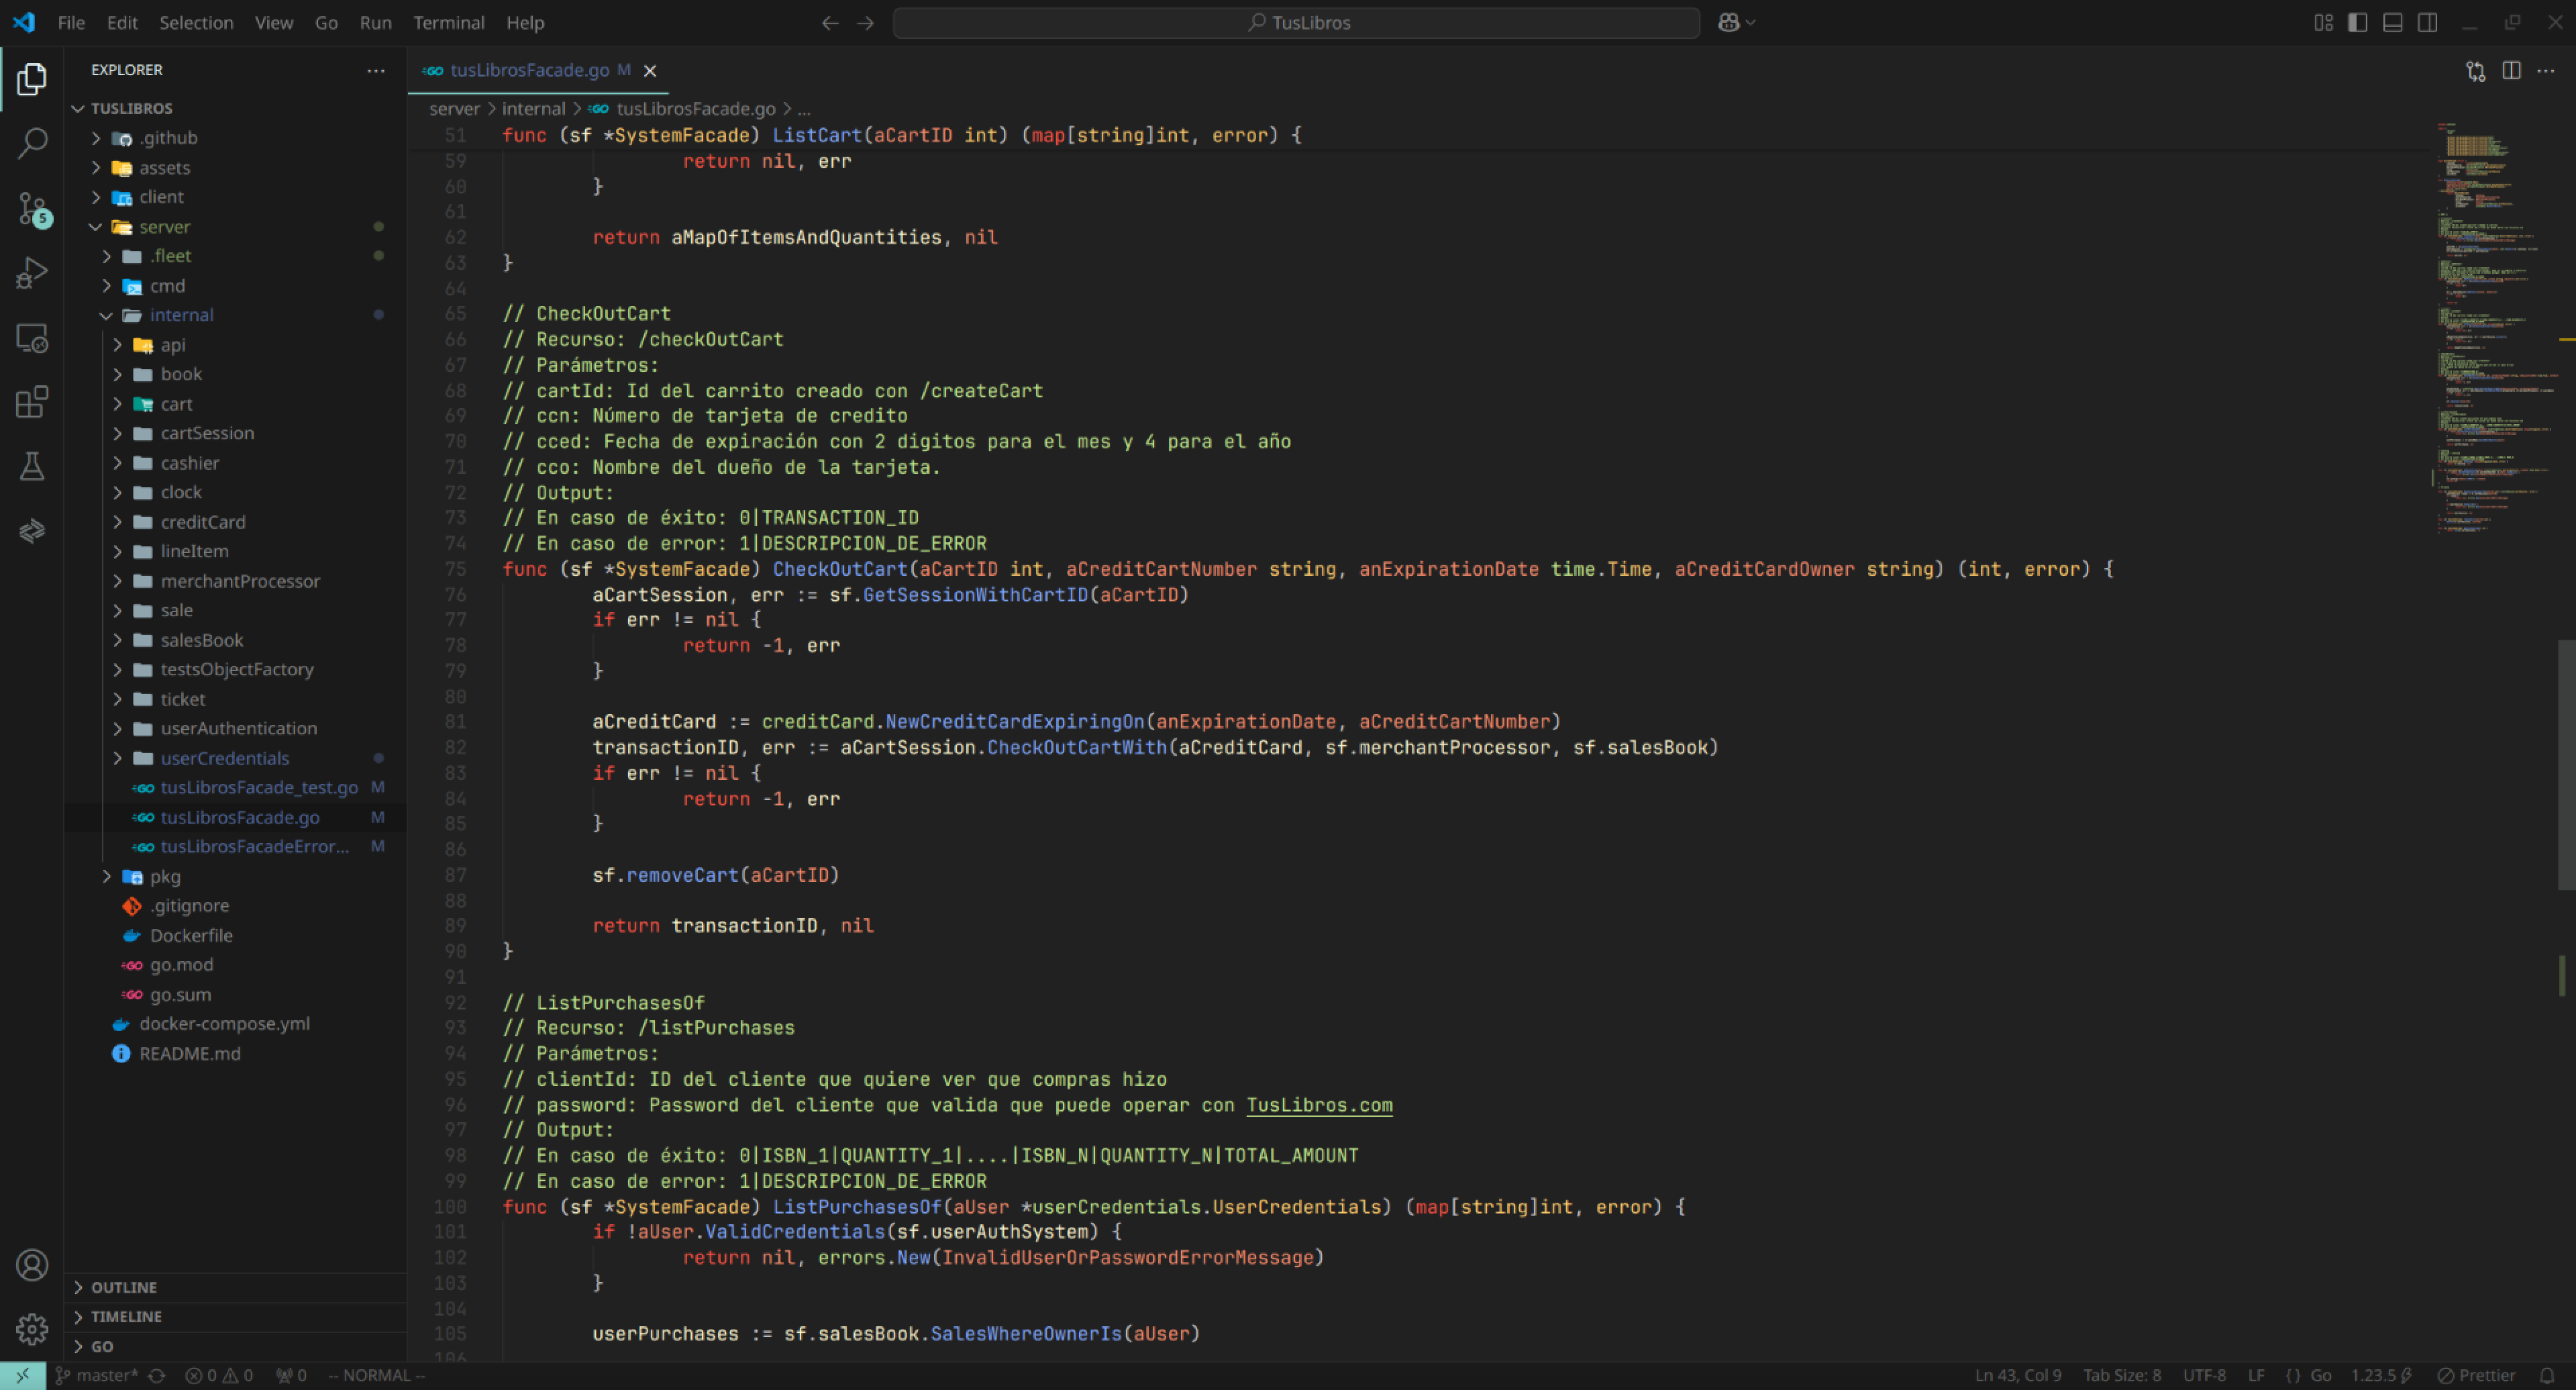 File Edit Selection View Go Run Terminal Help
TusLibros
EXPLORER
TUSLIBROS
.github
assets
client
server
.fleet
cmd
internal
api
book
cart
cartSession
cashier
clock
creditCard
lineItem
merchantProcessor
sale
salesBook
testsObjectFactory
ticket
userAuthentication
userCredentials
tusLibrosFacade_test.go M
tusLibrosFacade.go M
tusLibrosFacadeError... M
pkg
.gitignore
Dockerfile
go.mod
go.sum
docker-compose.yml
README.md
OUTLINE
TIMELINE
GO
5
tusLibrosFacade.go M
server > internal > tusLibrosFacade.go > ...
51 func (sf *SystemFacade) ListCart(aCartID int) (map[string]int, error) {
59 return nil, err
60 }
61
62 return aMapOfItemsAndQuantities, nil
63 }
64
65 // CheckOutCart
66 // Recurso: /checkOutCart
67 // Parámetros:
68 // cartId: Id del carrito creado con /createCart
69 // ccn: Número de tarjeta de credito
70 // cced: Fecha de expiración con 2 digitos para el mes y 4 para el año
71 // cco: Nombre del dueño de la tarjeta.
72 // Output:
73 // En caso de éxito: 0|TRANSACTION_ID
74 // En caso de error: 1|DESCRIPCION_DE_ERROR
75 func (sf *SystemFacade) CheckOutCart(aCartID int, aCreditCartNumber string, anExpirationDate time.Time, aCreditCardOwner string) (int, error) {
76 aCartSession, err := sf.GetSessionWithCartID(aCartID)
77 if err != nil {
78 return -1, err
79 }
80
81 aCreditCard := creditCard.NewCreditCardExpiringOn(anExpirationDate, aCreditCartNumber)
82 transactionID, err := aCartSession.CheckOutCartWith(aCreditCard, sf.merchantProcessor, sf.salesBook)
83 if err != nil {
84 return -1, err
85 }
86
87 sf.removeCart(aCartID)
88
89 return transactionID, nil
90 }
91
92 // ListPurchasesOf
93 // Recurso: /listPurchases
94 // Parámetros:
95 // clientId: ID del cliente que quiere ver que compras hizo
96 // password: Password del cliente que valida que puede operar con TusLibros.com
97 // Output:
98 // En caso de éxito: 0|ISBN_1|QUANTITY_1|....|ISBN_N|QUANTITY_N|TOTAL_AMOUNT
99 // En caso de error: 1|DESCRIPCION_DE_ERROR
100 func (sf *SystemFacade) ListPurchasesOf(aUser *userCredentials.UserCredentials) (map[string]int, error) {
101 if !aUser.ValidCredentials(sf.userAuthSystem) {
102 return nil, errors.New(InvalidUserOrPasswordErrorMessage)
103 }
104
105 userPurchases := sf.salesBook.SalesWhereOwnerIs(aUser)
106
master* 0 0 0 -- NORMAL -- Ln 43, Col 9 Tab Size: 8 UTF-8 LF {} Go 1.23.5 Prettier